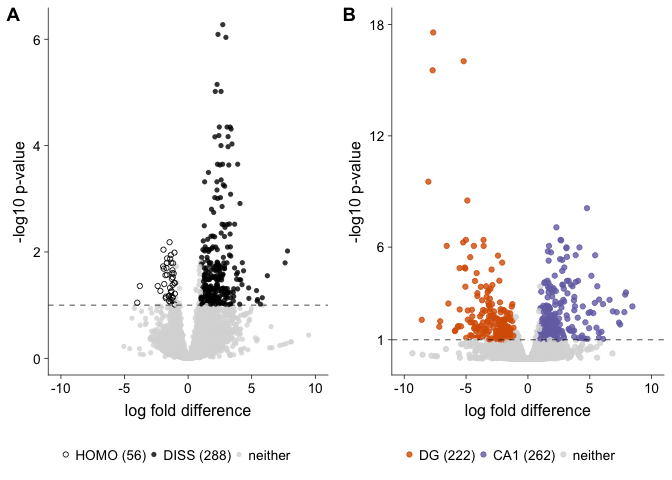 A
-log10 p-value
6
4
2
0
-10
-5
0
5
10
log fold difference
HOMO (56) DISS (288) neither
B
-log10 p-value
18
12
6
1
-10
-5
0
5
10
log fold difference
DG (222) CA1 (262) neither